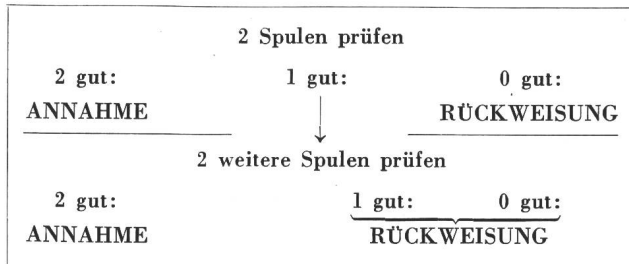 2 Spulen prüfen
2 gut: 1 gut: 0 gut:
ANNAHME RÜCKWEISUNG
2 weitere Spulen prüfen
2 gut: 1 gut: 0 gut:
ANNAHME RÜCKWEISUNG